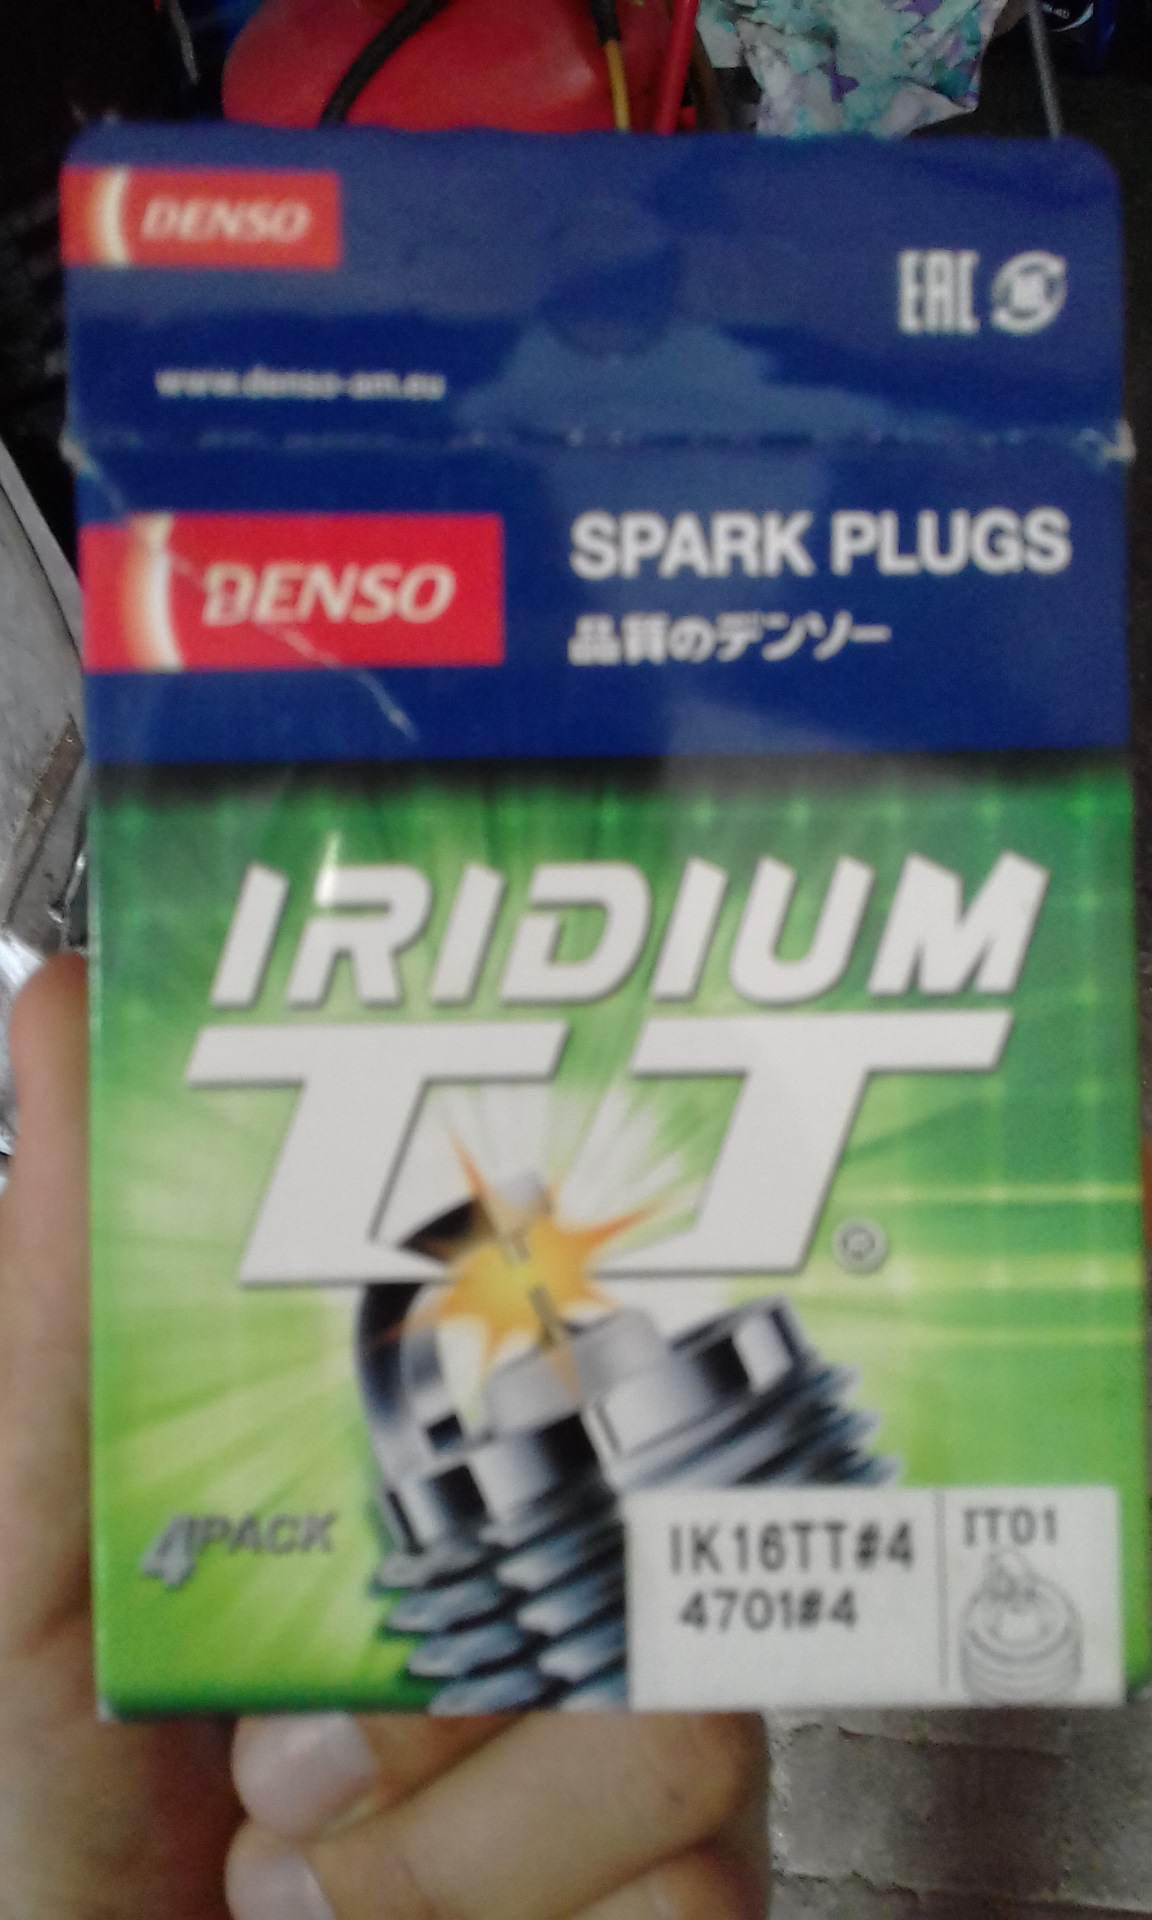 DENSO
EAC
www.denso-am.eu
DENSO
SPARK PLUGS
品質のデンソー
IRIDIUM
TT®
4PACK
IK16TT#4
4701#4
IT01